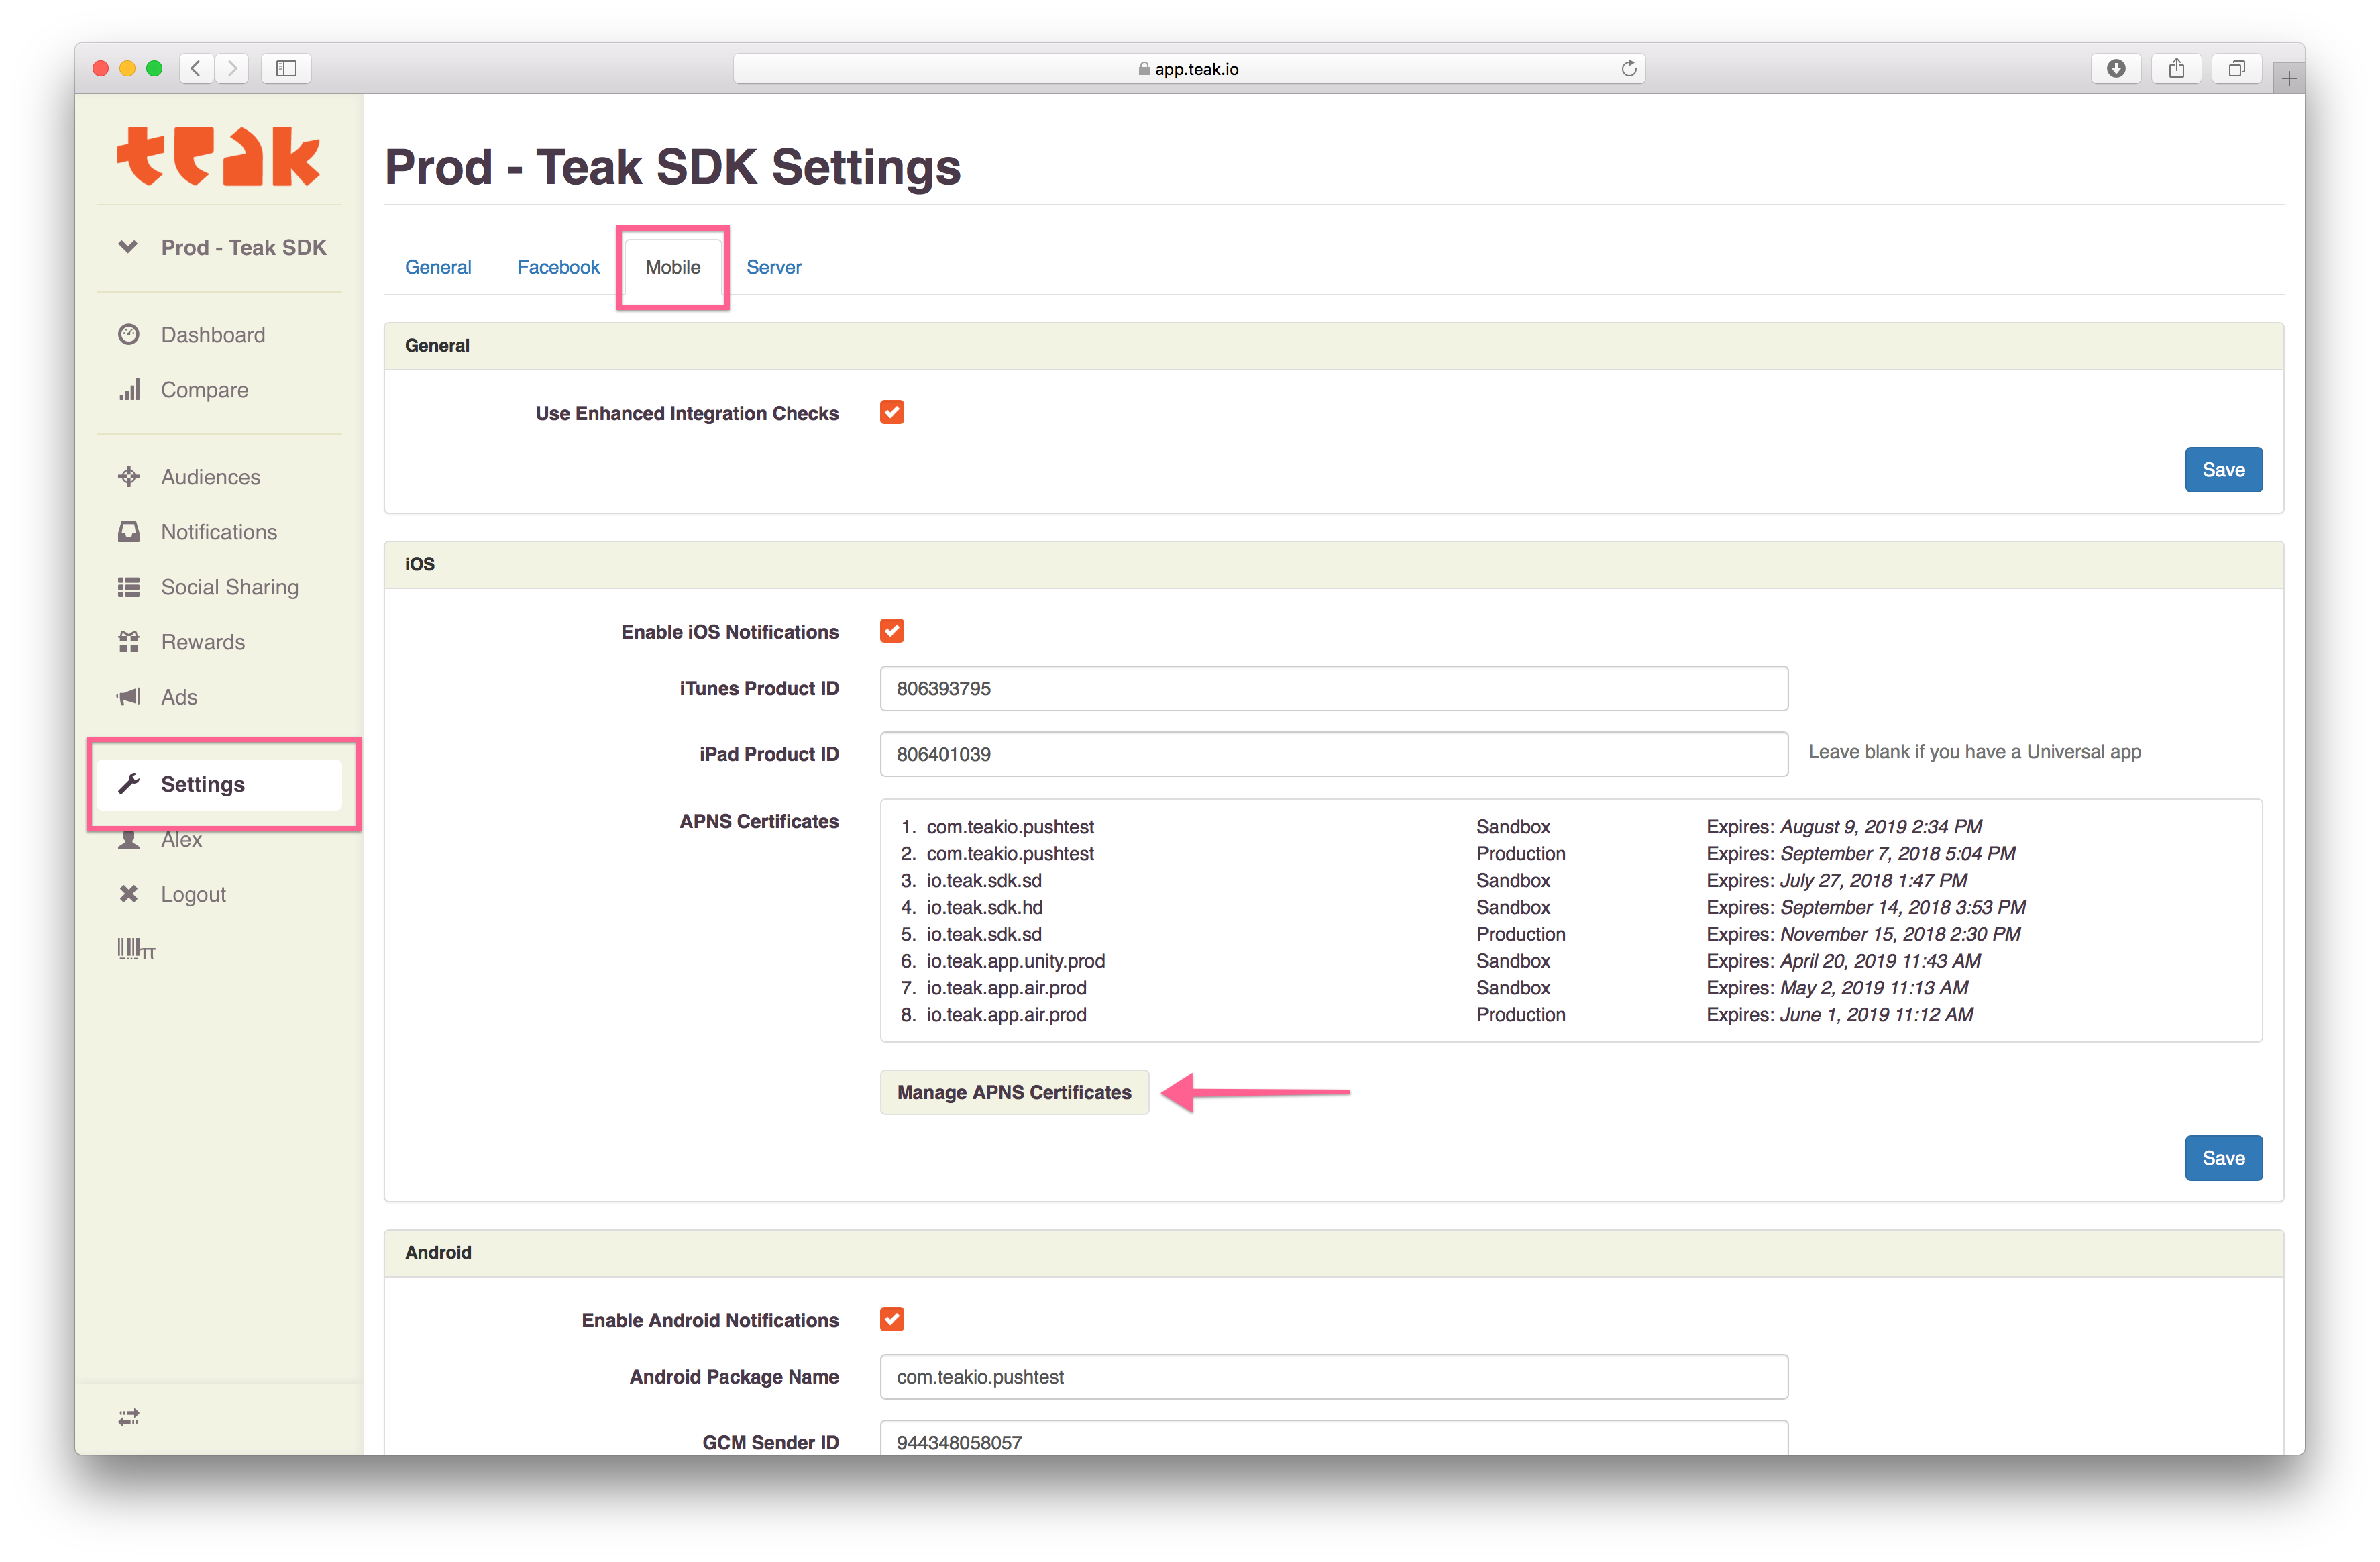 app.teak.io
teak
Prod - Teak SDK
Dashboard
Compare
Audiences
Notifications
Social Sharing
Rewards
Ads
Settings
Alex
Logout
Prod - Teak SDK Settings
General Facebook Mobile Server
General
Use Enhanced Integration Checks
Save
iOS
Enable iOS Notifications
iTunes Product ID 806393795
iPad Product ID 806401039 Leave blank if you have a Universal app
APNS Certificates
1. com.teakio.pushtest Sandbox Expires: August 9, 2019 2:34 PM
2. com.teakio.pushtest Production Expires: September 7, 2018 5:04 PM
3. io.teak.sdk.sd Sandbox Expires: July 27, 2018 1:47 PM
4. io.teak.sdk.hd Sandbox Expires: September 14, 2018 3:53 PM
5. io.teak.sdk.sd Production Expires: November 15, 2018 2:30 PM
6. io.teak.app.unity.prod Sandbox Expires: April 20, 2019 11:43 AM
7. io.teak.app.air.prod Sandbox Expires: May 2, 2019 11:13 AM
8. io.teak.app.air.prod Production Expires: June 1, 2019 11:12 AM
Manage APNS Certificates
Save
Android
Enable Android Notifications
Android Package Name com.teakio.pushtest
GCM Sender ID 944348058057